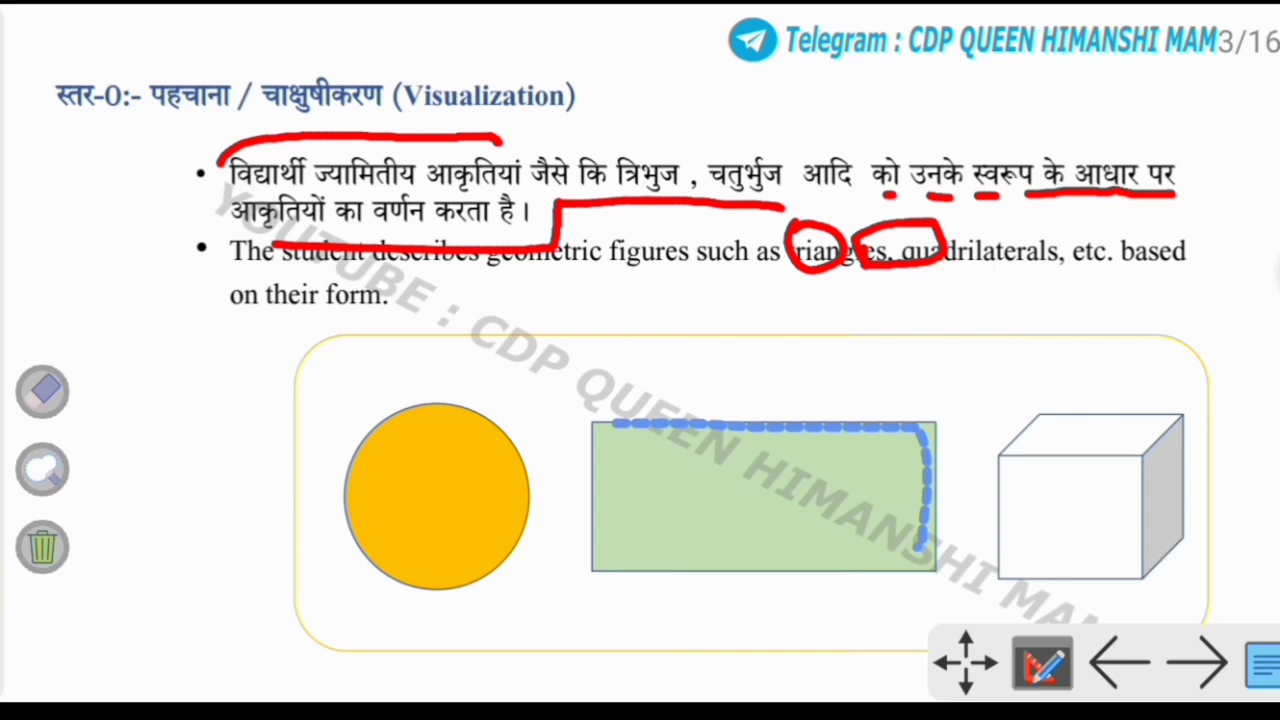 Telegram : CDP QUEEN HIMANSHI MAM 3/16
स्तर-0:- पहचाना / चाक्षुषीकरण (Visualization)
• विद्यार्थी ज्यामितीय आकृतियां जैसे कि त्रिभुज , चतुर्भुज आदि को उनके स्वरूप के आधार पर
आकृतियों का वर्णन करता है।
• The student describes geometric figures such as triangles, quadrilaterals, etc. based
on their form.
YOUTUBE : CDP QUEEN HIMANSHI MAM